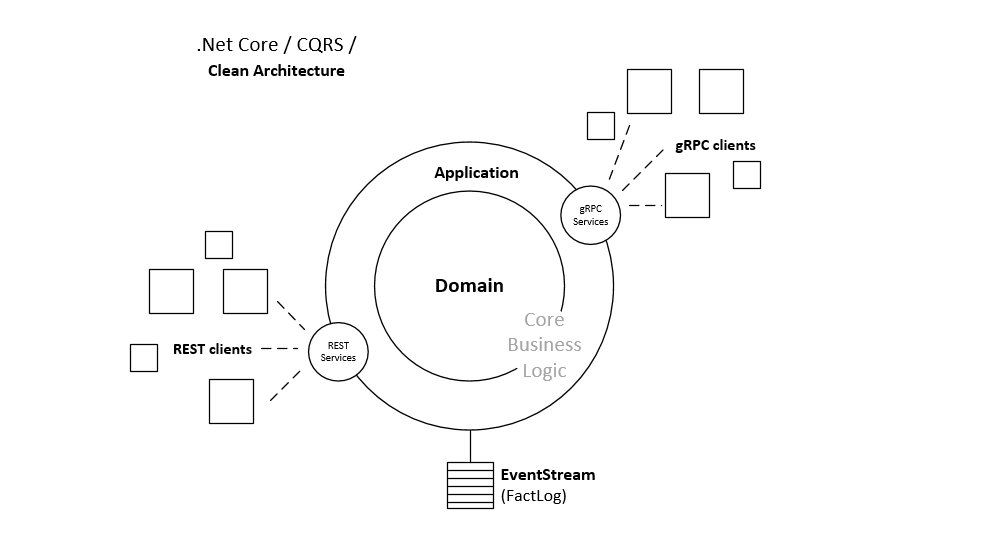 .Net Core / CQRS /
Clean Architecture
gRPC clients
Application
gRPC
Services
Domain
Core
Business
Logic
REST clients
REST
Services
EventStream
(FactLog)